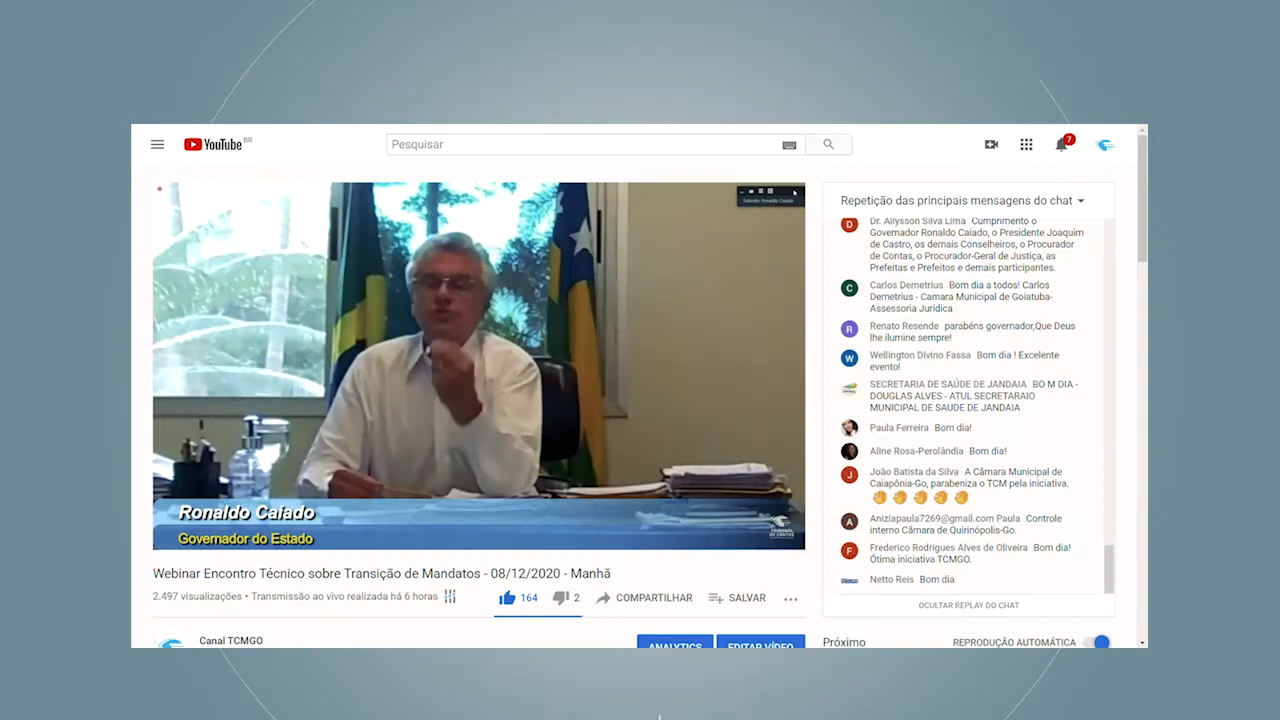 YouTube BR
Pesquisar
7
Falando: Ronaldo Caiado
Ronaldo Caiado
Governador do Estado
TRIBUNAL
DE CONTAS
Webinar Encontro Técnico sobre Transição de Mandatos - 08/12/2020 - Manhã
2.497 visualizações • Transmissão ao vivo realizada há 6 horas
164
2
COMPARTILHAR
SALVAR
Canal TCMGO
ANALYTICS
EDITAR VÍDEO
Repetição das principais mensagens do chat
D
Dr. Allysson Silva Lima Cumprimento o
Governador Ronaldo Caiado, o Presidente Joaquim
de Castro, os demais Conselheiros, o Procurador
de Contas, o Procurador-Geral de Justiça, as
Prefeitas e Prefeitos e demais participantes.
C
Carlos Demetrius Bom dia a todos! Carlos
Demetrius - Camara Municipal de Goiatuba-
Assessoria Juridica
R
Renato Resende parabéns governador,Que Deus
lhe ilumine sempre!
W
Wellington Divino Fassa Bom dia ! Excelente
evento!
SECRETARIA DE SAÚDE DE JANDAIA BO M DIA -
DOUGLAS ALVES - ATUL SECRETARAIO
MUNICIPAL DE SAUDE DE JANDAIA
Paula Ferreira Bom dia!
Aline Rosa-Perolândia Bom dia!
J
João Batista da Silva A Câmara Municipal de
Caiapônia-Go, parabeniza o TCM pela iniciativa.
A
Aniziapaula7269@gmail.com Paula Controle
interno Câmara de Quirinópolis-Go.
F
Frederico Rodrigues Alves de Oliveira Bom dia!
Ótima iniciativa TCMGO.
Netto Reis Bom dia
OCULTAR REPLAY DO CHAT
Próximo
REPRODUÇÃO AUTOMÁTICA